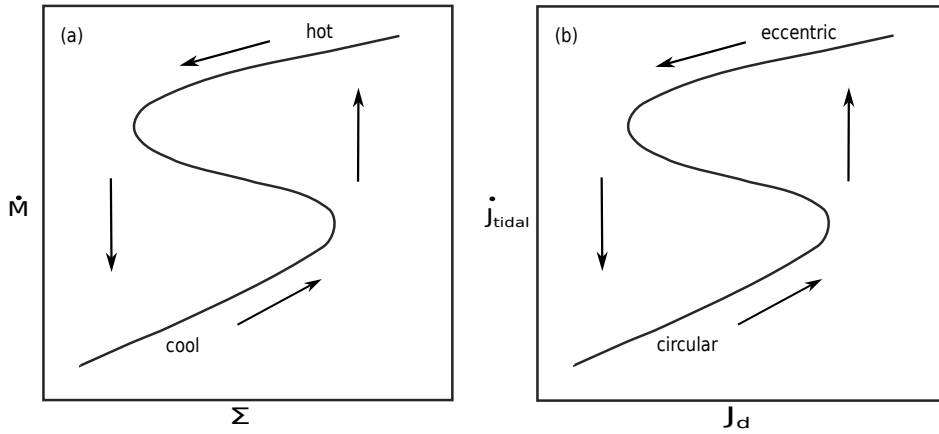 (a)
hot
Ṁ
cool
Σ
(b)
eccentric
J̇tidal
circular
Jd